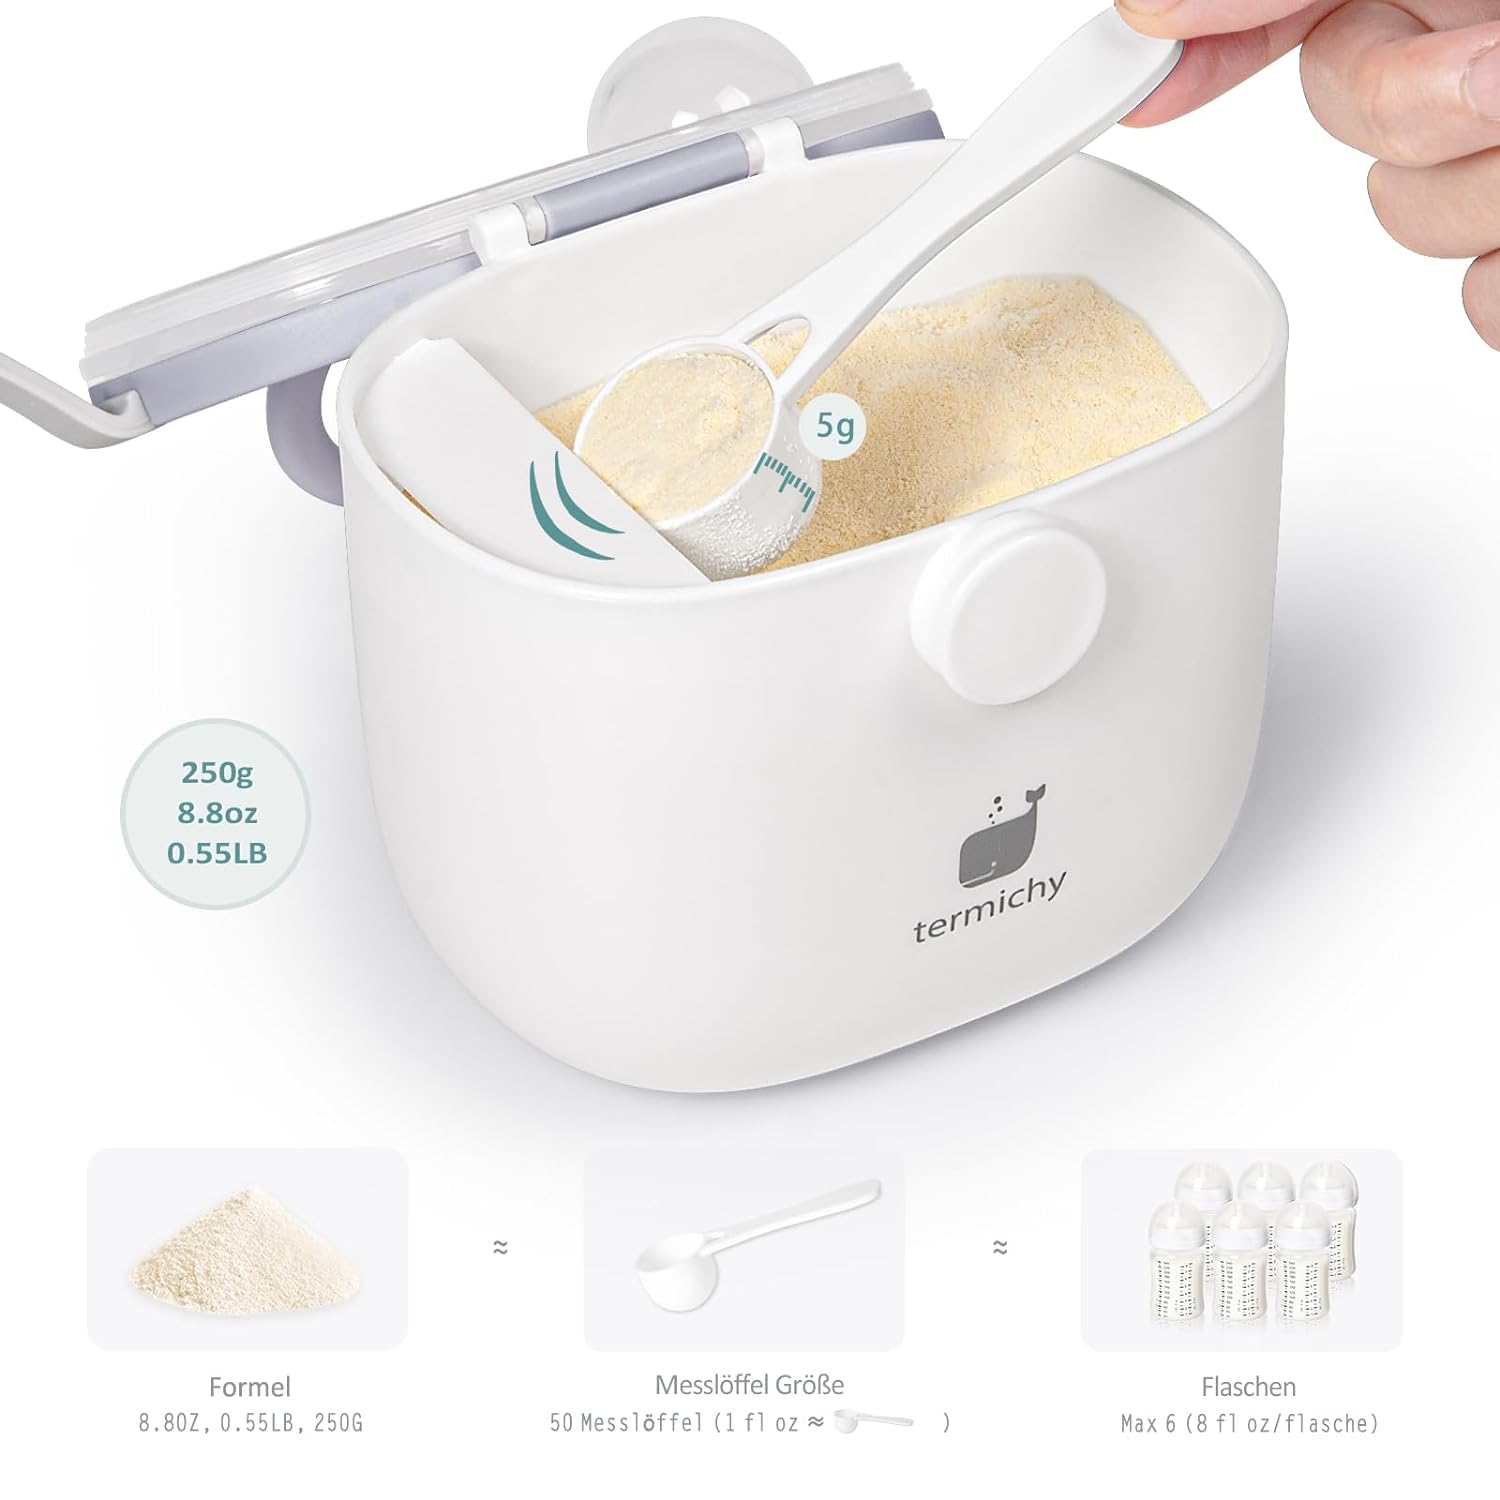 5g
250g
8.8oz
0.55LB
termichy
≈
≈
Formel
8.8OZ, 0.55LB, 250G
Messlöffel Größe
50 Messlöffel (1 fl oz ≈ )
Flaschen
Max 6 (8 fl oz/flasche)